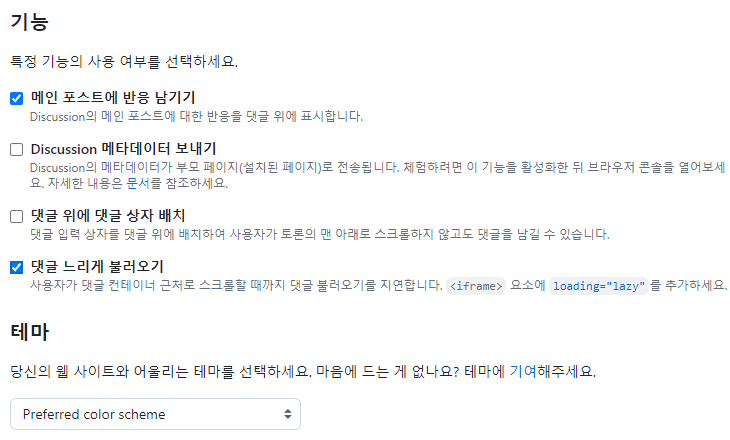 기능
특정 기능의 사용 여부를 선택하세요.
메인 포스트에 반응 남기기
Discussion의 메인 포스트에 대한 반응을 댓글 위에 표시합니다.
Discussion 메타데이터 보내기
Discussion의 메타데이터가 부모 페이지(설치된 페이지)로 전송됩니다. 체험하려면 이 기능을 활성화한 뒤 브라우저 콘솔을 열어보세
요. 자세한 내용은 문서를 참조하세요.
댓글 위에 댓글 상자 배치
댓글 입력 상자를 댓글 위에 배치하여 사용자가 토론의 맨 아래로 스크롤하지 않고도 댓글을 남길 수 있습니다.
댓글 느리게 불러오기
사용자가 댓글 컨테이너 근처로 스크롤할 때까지 댓글 불러오기를 지연합니다. <iframe> 요소에 loading="lazy" 를 추가하세요.
테마
당신의 웹 사이트와 어울리는 테마를 선택하세요. 마음에 드는 게 없나요? 테마에 기여해주세요.
Preferred color scheme